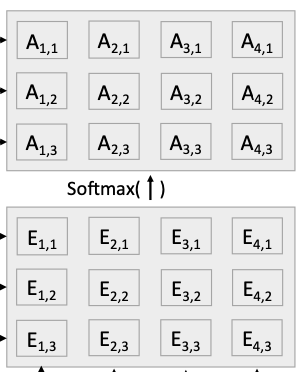 A1,1 A2,1 A3,1 A4,1
A1,2 A2,2 A3,2 A4,2
A1,3 A2,3 A3,3 A4,3
Softmax(↑)
E1,1 E2,1 E3,1 E4,1
E1,2 E2,2 E3,2 E4,2
E1,3 E2,3 E3,3 E4,3